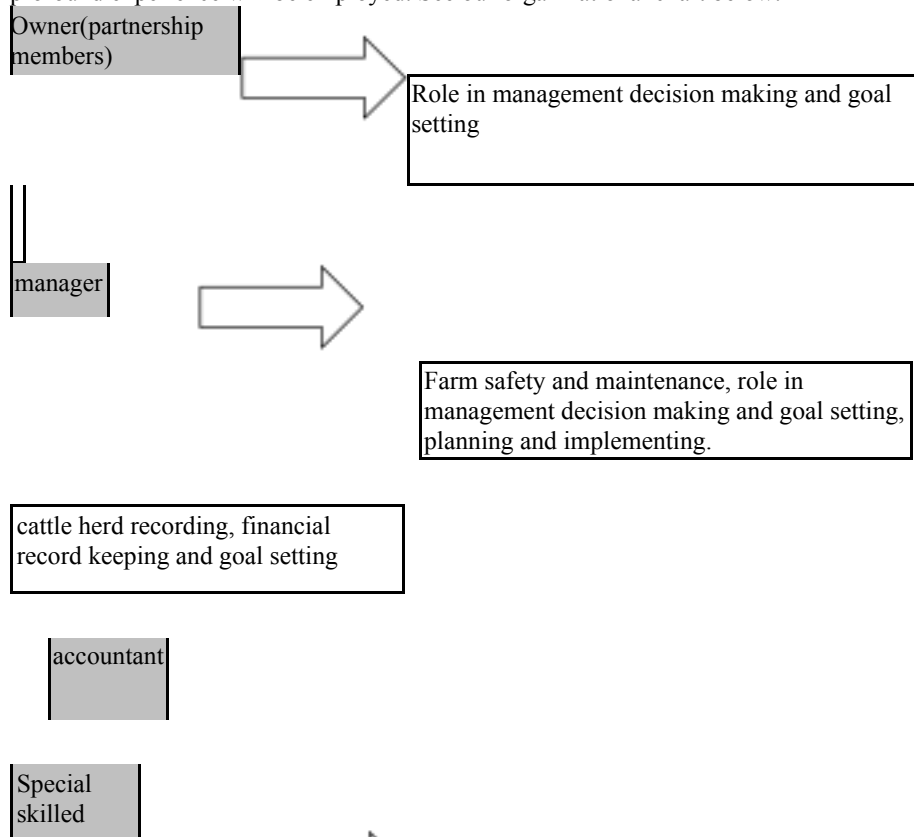 Owner(partnership
members)
Role in management decision making and goal
setting
manager
Farm safety and maintenance, role in
management decision making and goal setting,
planning and implementing.
cattle herd recording, financial
record keeping and goal setting
accountant
Special
skilled